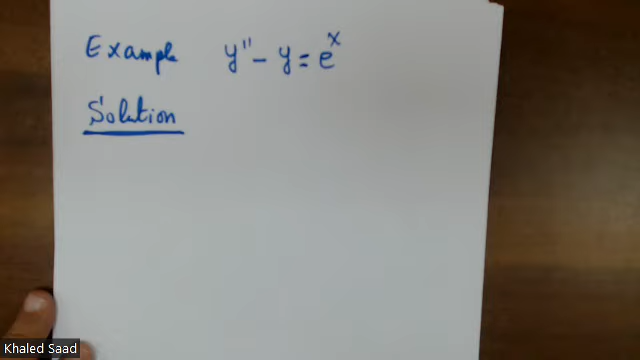 Example y'' - y = e^x
Solution
Khaled Saad